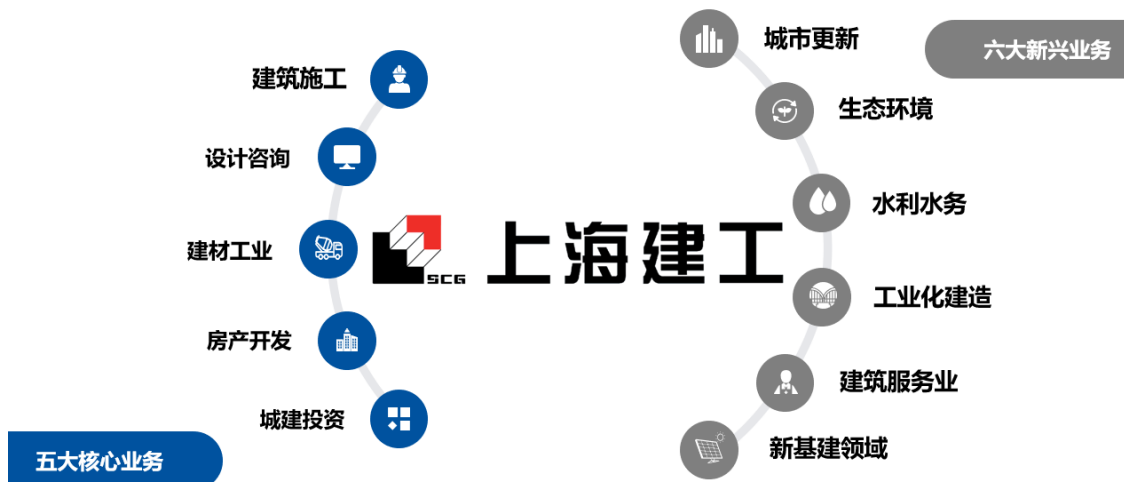 五大核心业务
建筑施工
设计咨询
建材工业
房产开发
城建投资
SCG
上海建工
六大新兴业务
城市更新
生态环境
水利水务
工业化建造
建筑服务业
新基建领域